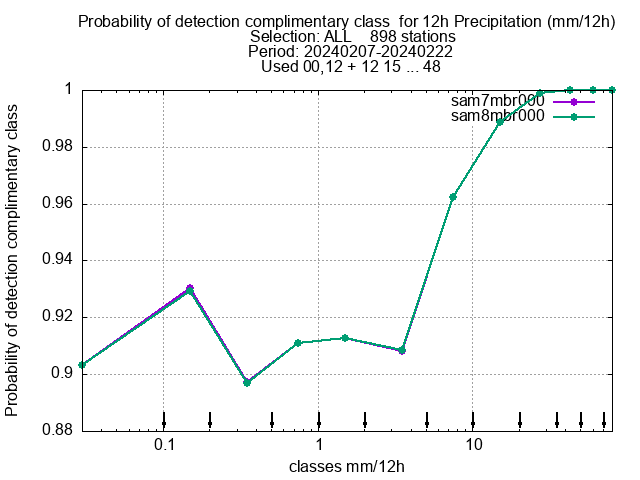 Probability of detection complimentary class  for 12h Precipitation (mm/12h)
Selection: ALL    898 stations
Period: 20240207-20240222
Used 00,12 + 12 15 ... 48
sam7mbr000
sam8mbr000
1
0.98
0.96
0.94
0.92
0.9
0.88
Probability of detection complimentary class
0.1
1
10
classes mm/12h